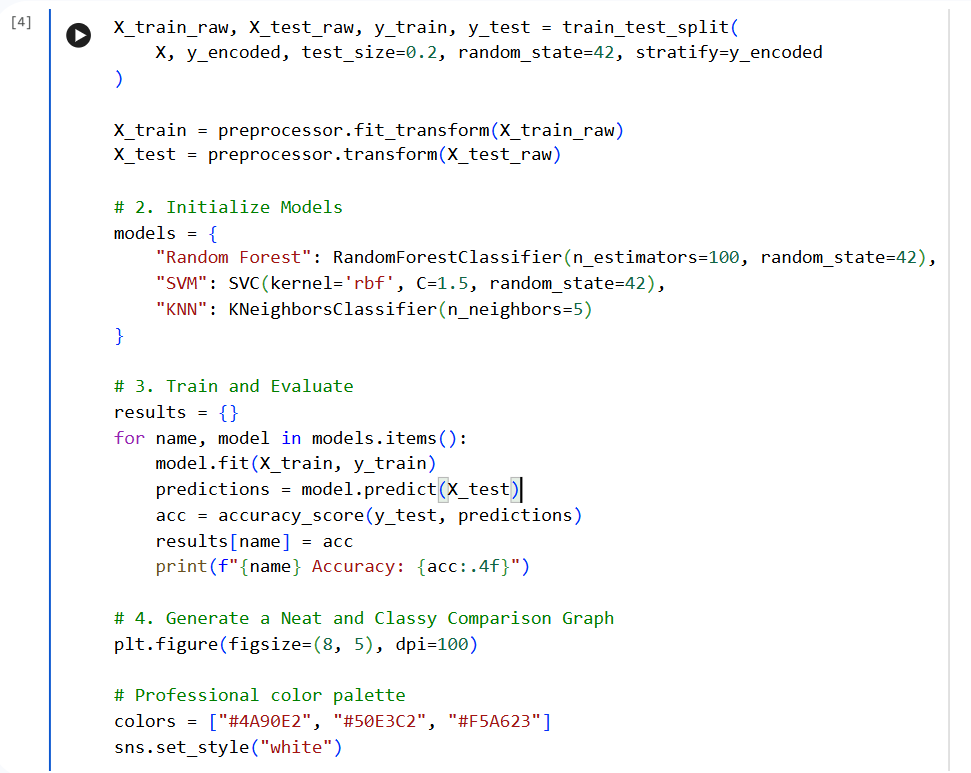 [4]
X_train_raw, X_test_raw, y_train, y_test = train_test_split(
    X, y_encoded, test_size=0.2, random_state=42, stratify=y_encoded
)

X_train = preprocessor.fit_transform(X_train_raw)
X_test = preprocessor.transform(X_test_raw)

# 2. Initialize Models
models = {
    "Random Forest": RandomForestClassifier(n_estimators=100, random_state=42),
    "SVM": SVC(kernel='rbf', C=1.5, random_state=42),
    "KNN": KNeighborsClassifier(n_neighbors=5)
}

# 3. Train and Evaluate
results = {}
for name, model in models.items():
    model.fit(X_train, y_train)
    predictions = model.predict(X_test)
    acc = accuracy_score(y_test, predictions)
    results[name] = acc
    print(f"{name} Accuracy: {acc:.4f}")

# 4. Generate a Neat and Classy Comparison Graph
plt.figure(figsize=(8, 5), dpi=100)

# Professional color palette
colors = ["#4A90E2", "#50E3C2", "#F5A623"]
sns.set_style("white")